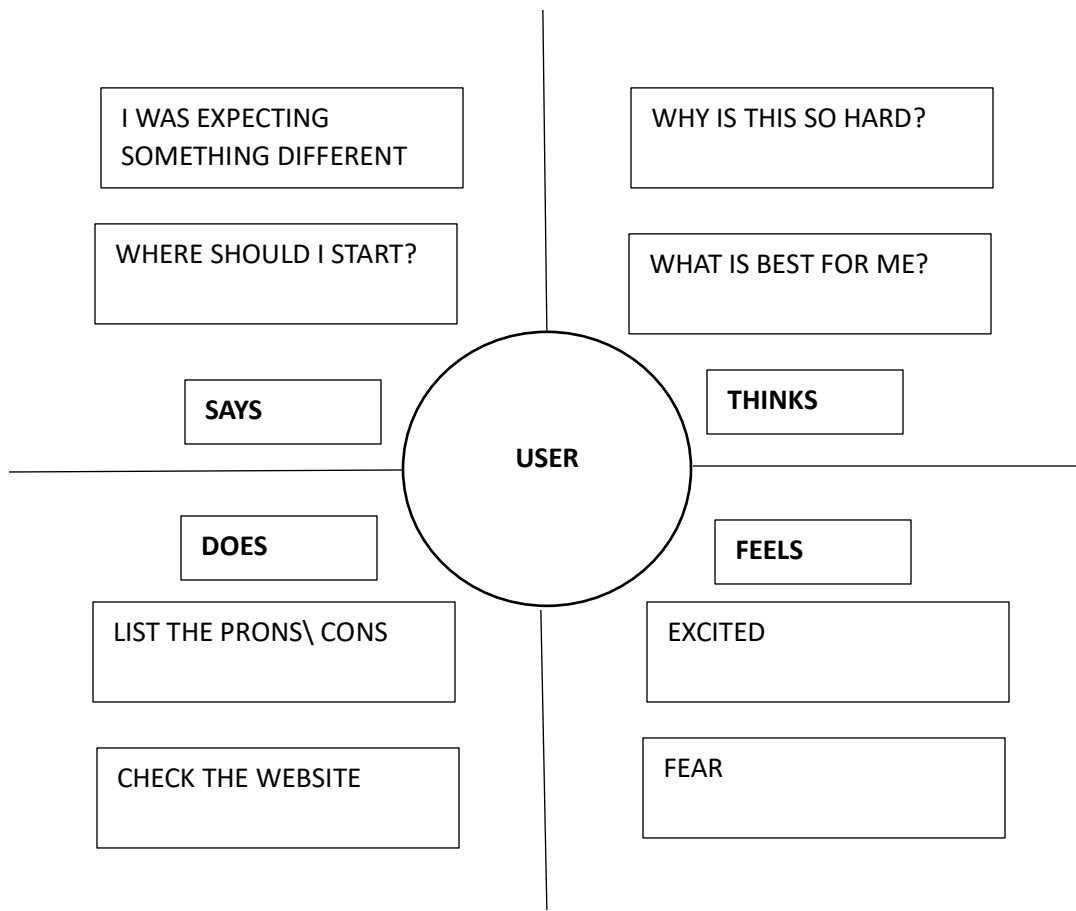 I WAS EXPECTING
SOMETHING DIFFERENT
WHERE SHOULD I START?
SAYS
WHY IS THIS SO HARD?
WHAT IS BEST FOR ME?
THINKS
USER
DOES
LIST THE PRONS\ CONS
CHECK THE WEBSITE
FEELS
EXCITED
FEAR